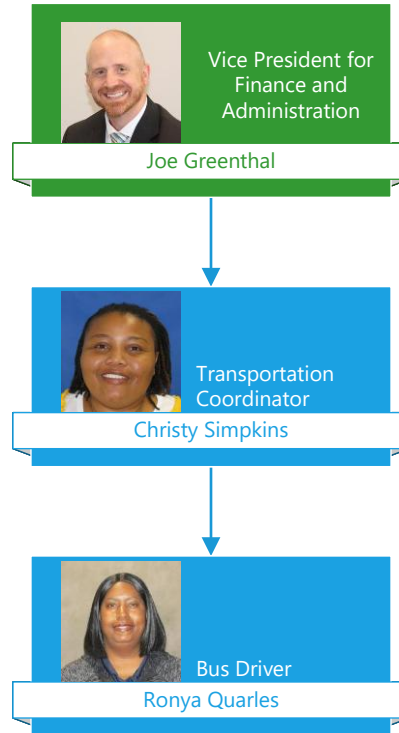 Vice President for
Finance and
Administration
Joe Greenthal
Transportation
Coordinator
Christy Simpkins
Bus Driver
Ronya Quarles